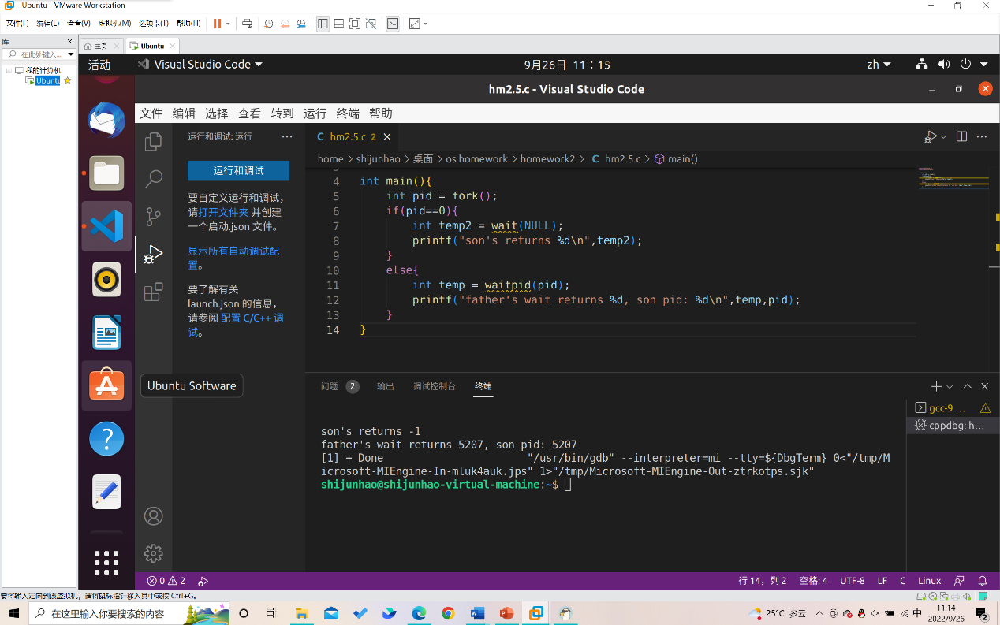 Ubuntu - VMware Workstation
文件(F) 编辑(E) 查看(V) 虚拟机(M) 选项卡(T) 帮助(H)
库
在此处键入...
我的计算机
Ubuntu
主页
Ubuntu
活动
Visual Studio Code
9月26日 11：15
zh
hm2.5.c - Visual Studio Code
文件 编辑 选择 查看 转到 运行 终端 帮助
运行和调试: 运行
运行和调试
要自定义运行和调试，
请打开文件夹 并创建
一个启动.json 文件。
显示所有自动调试配
置。
要了解有关
launch.json 的信息，
请参阅 配置 C/C++ 调
试。
Ubuntu Software
C hm2.5.c 2
home > shijunhao > 桌面 > os homework > homework2 > C hm2.5.c > main()
3
4 int main(){
5 int pid = fork();
6 if(pid==0){
7 int temp2 = wait(NULL);
8 printf("son's returns %d\n",temp2);
9 }
10 else{
11 int temp = waitpid(pid);
12 printf("father's wait returns %d, son pid: %d\n",temp,pid);
13 }
14 }
问题 2 输出 调试控制台 终端
gcc-9 ...
cppdbg: h...
son's returns -1
father's wait returns 5207, son pid: 5207
[1] + Done "/usr/bin/gdb" --interpreter=mi --tty=${DbgTerm} 0<"/tmp/M
icrosoft-MIEngine-In-mluk4auk.jps" 1>"/tmp/Microsoft-MIEngine-Out-ztrkotps.sjk"
shijunhao@shijunhao-virtual-machine:~$
0 2
行 14，列 2 空格: 4 UTF-8 LF C Linux
要将输入定向到该虚拟机，请将鼠标指针移入其中或按 Ctrl+G。
在这里输入你要搜索的内容
25°C 多云
中
11:14
2022/9/26
2